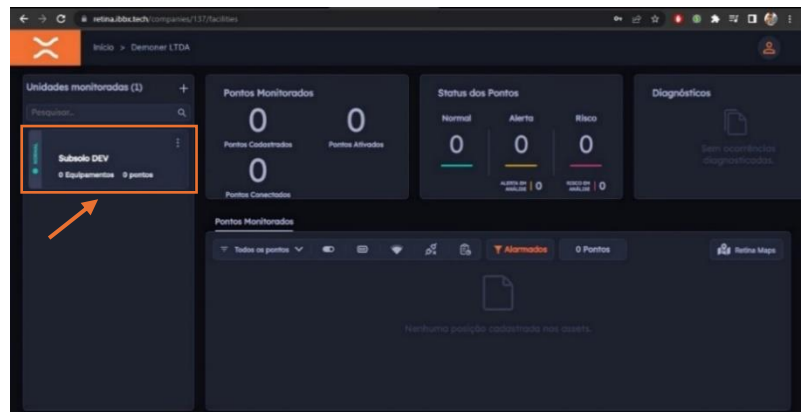 retina.ibbx.tech/companies/137/facilities
Início > Demoner LTDA
Unidades monitoradas (1) +
Pesquisar...
NORMAL
Subsolo DEV
0 Equipamentos 0 pontos
Pontos Monitorados
0
Pontos Cadastrados
0
Pontos Ativados
0
Pontos Conectados
Status dos Pontos
Normal Alerta Risco
0 0 0
ALERTA EM ANÁLISE 0
RISCO EM ANÁLISE 0
Diagnósticos
Sem ocorrências
diagnosticadas.
Pontos Monitorados
Todos os pontos
Alarmados
0 Pontos
Retina Maps
Nenhuma posição cadastrada nos assets.